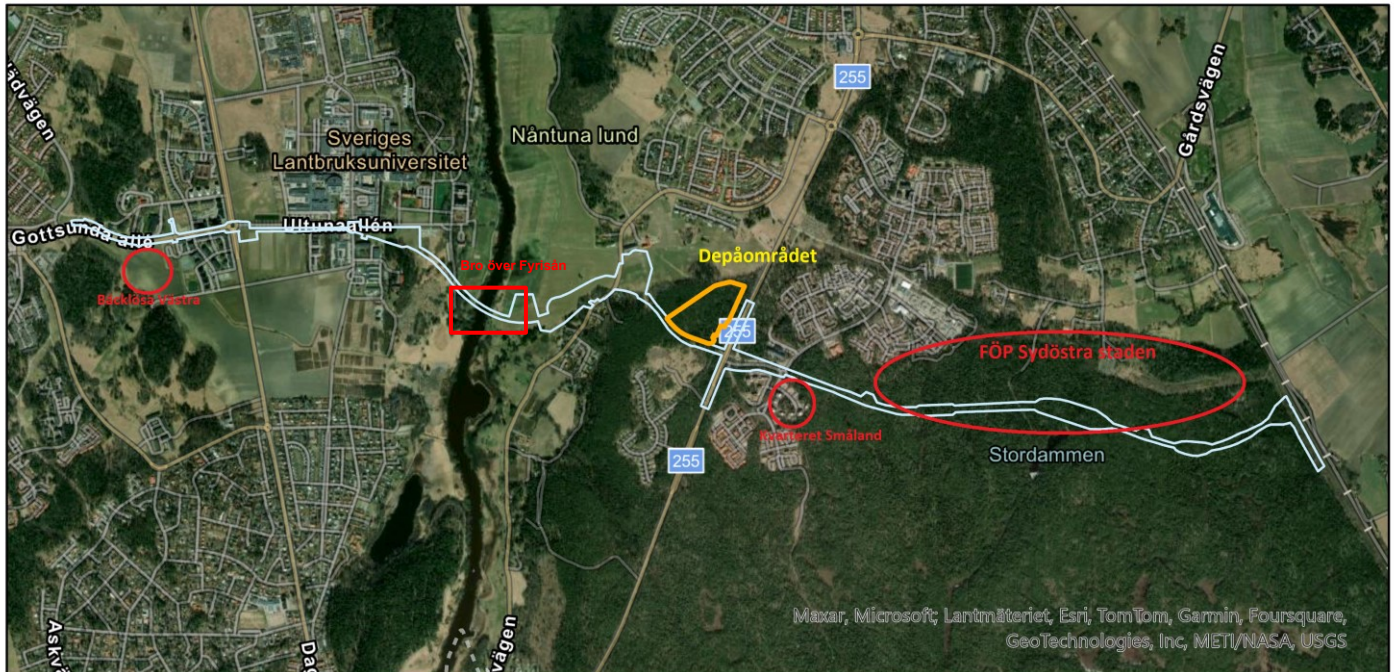 255
Gårdsvägen
Sveriges
Lantbruksuniversitet
Nåntuna lund
Gottsunda allé
Ultunaallén
Bro över Fyrisån
Depåområdet
Bäcklösa västra
255
FÖP Sydöstra staden
Kvarteret Småland
255
Stordammen
Maxar, Microsoft, Lantmäteriet, Esri, TomTom, Garmin, Foursquare,
GeoTechnologies, Inc, METI/NASA, USGS